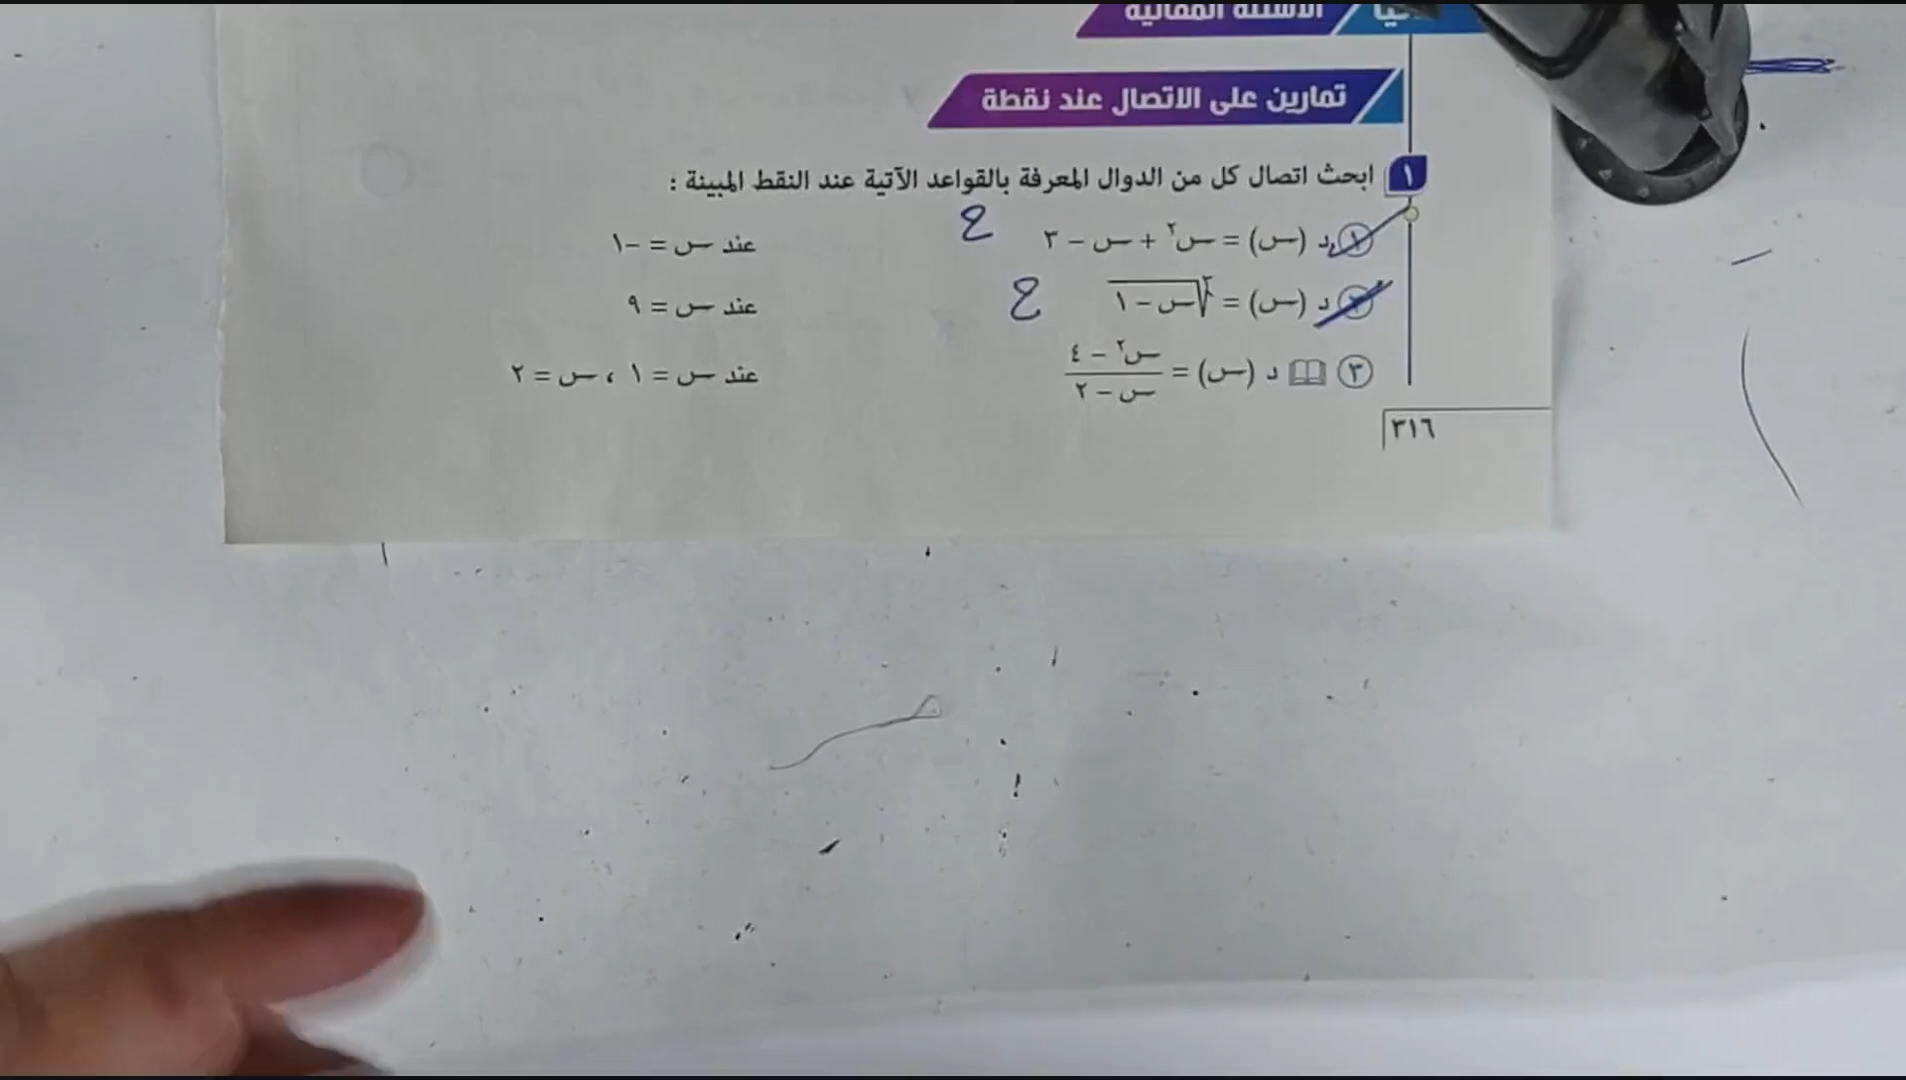 ثانيا الأسئلة المقالية
تمارين على الاتصال عند نقطة
١ ابحث اتصال كل من الدوال المعرفة بالقواعد الآتية عند النقط المبينة :
١ د (س) = س٢ + س − ٣ ع عند س = −١
٢ د (س) = ٣√(س − ١) ع عند س = ٩
٣ د (س) = (س٢ − ٤)/(س − ٢) عند س = ١ ، س = ٢
٣١٦